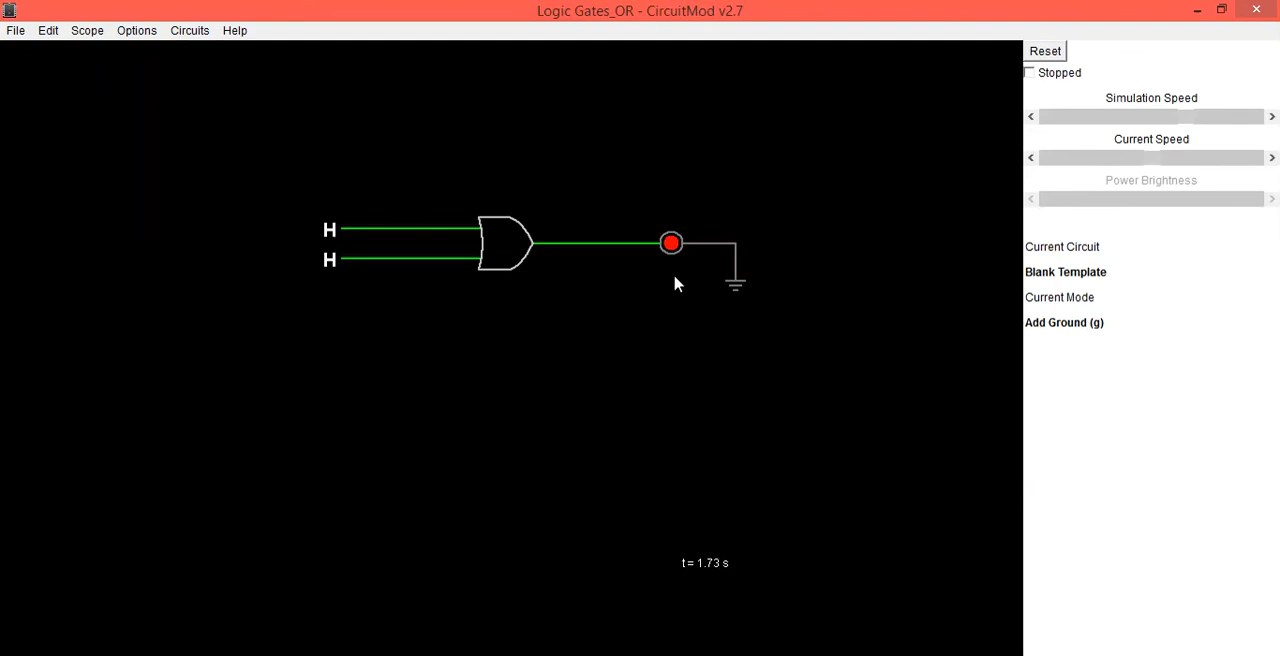 Logic Gates_OR - CircuitMod v2.7
File Edit Scope Options Circuits Help
Reset
Stopped
Simulation Speed
Current Speed
Power Brightness
H
H
Current Circuit
Blank Template
Current Mode
Add Ground (g)
t = 1.73 s